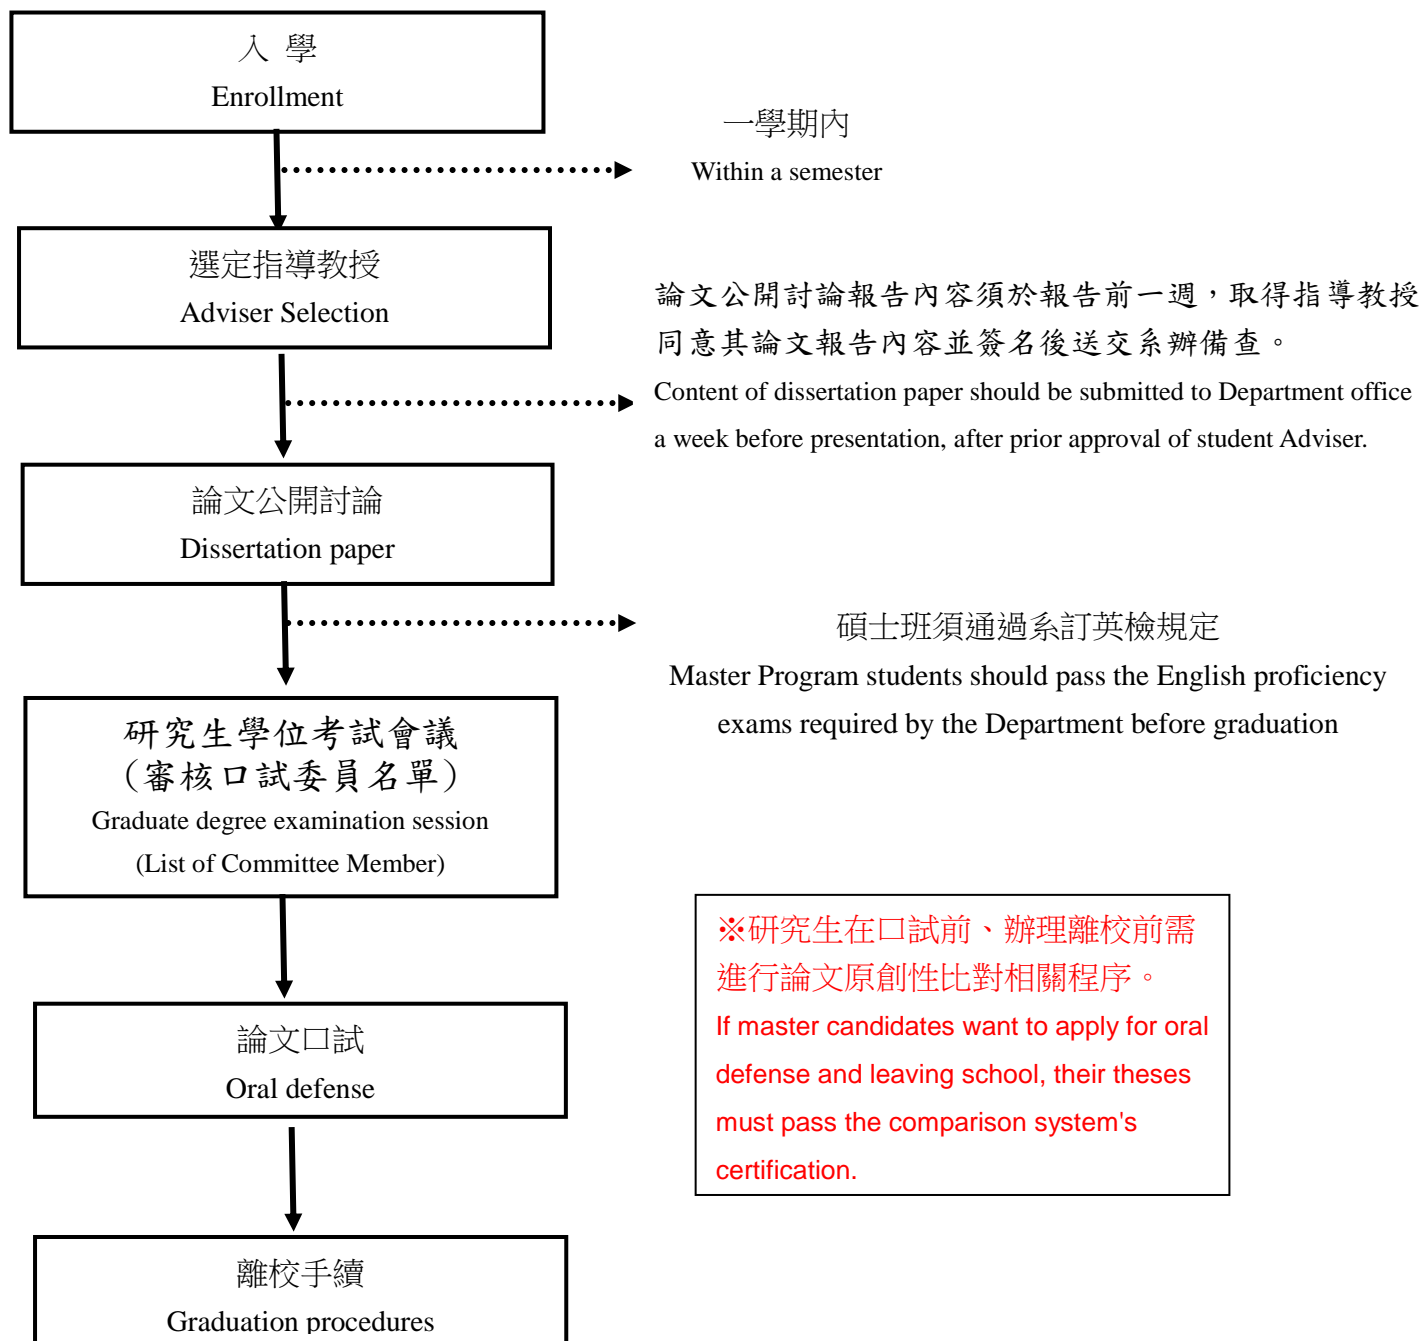 入 學
Enrollment
一學期內
Within a semester
選定指導教授
Adviser Selection
論文公開討論報告內容須於報告前一週，取得指導教授
同意其論文報告內容並簽名後送交系辦備查。
Content of dissertation paper should be submitted to Department office
a week before presentation, after prior approval of student Adviser.
論文公開討論
Dissertation paper
碩士班須通過系訂英檢規定
Master Program students should pass the English proficiency
exams required by the Department before graduation
研究生學位考試會議
（審核口試委員名單）
Graduate degree examination session
(List of Committee Member)
※研究生在口試前、辦理離校前需
進行論文原創性比對相關程序。
If master candidates want to apply for oral
defense and leaving school, their theses
must pass the comparison system's
certification.
論文口試
Oral defense
離校手續
Graduation procedures